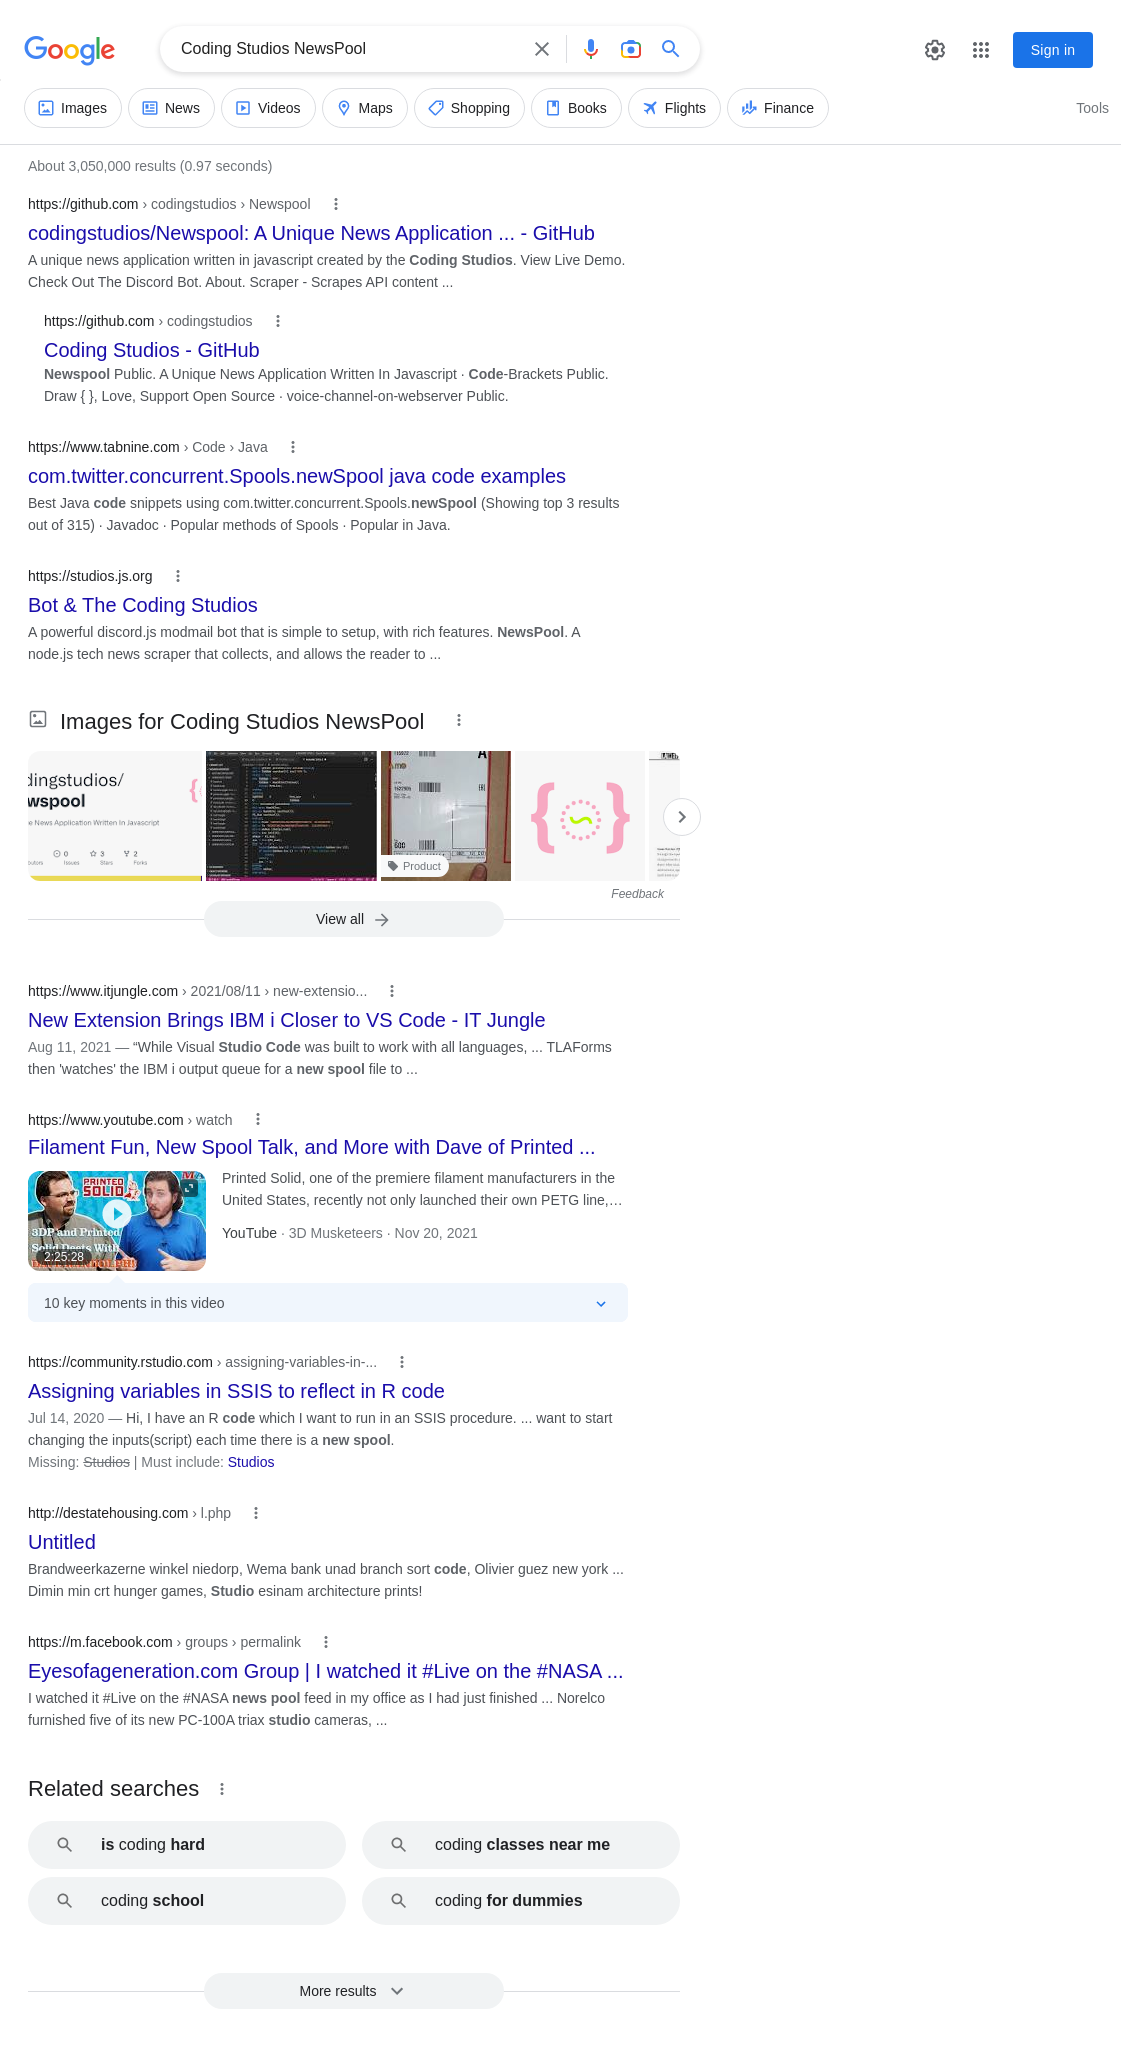 Google
Coding Studios NewsPool
Sign in
Images News Videos Maps Shopping Books Flights Finance Tools
About 3,050,000 results (0.97 seconds)
https://github.com › codingstudios › Newspool
codingstudios/Newspool: A Unique News Application ... - GitHub
A unique news application written in javascript created by the Coding Studios. View Live Demo.
Check Out The Discord Bot. About. Scraper - Scrapes API content ...
https://github.com › codingstudios
Coding Studios - GitHub
Newspool Public. A Unique News Application Written In Javascript · Code-Brackets Public.
Draw { }, Love, Support Open Source · voice-channel-on-webserver Public.
https://www.tabnine.com › Code › Java
com.twitter.concurrent.Spools.newSpool java code examples
Best Java code snippets using com.twitter.concurrent.Spools.newSpool (Showing top 3 results
out of 315) · Javadoc · Popular methods of Spools · Popular in Java.
https://studios.js.org
Bot & The Coding Studios
A powerful discord.js modmail bot that is simple to setup, with rich features. NewsPool. A
node.js tech news scraper that collects, and allows the reader to ...
Images for Coding Studios NewsPool
dingstudios/
wspool
e News Application Written In Javascript
0 3 2
utors Issues Stars Forks
Product
Feedback
View all
https://www.itjungle.com › 2021/08/11 › new-extensio...
New Extension Brings IBM i Closer to VS Code - IT Jungle
Aug 11, 2021 — “While Visual Studio Code was built to work with all languages, ... TLAForms
then 'watches' the IBM i output queue for a new spool file to ...
https://www.youtube.com › watch
Filament Fun, New Spool Talk, and More with Dave of Printed ...
PRINTED
SOLID
3DP and Printed
Solid Deets With
2:25:28
Printed Solid, one of the premiere filament manufacturers in the
United States, recently not only launched their own PETG line,...
YouTube · 3D Musketeers · Nov 20, 2021
10 key moments in this video
https://community.rstudio.com › assigning-variables-in-...
Assigning variables in SSIS to reflect in R code
Jul 14, 2020 — Hi, I have an R code which I want to run in an SSIS procedure. ... want to start
changing the inputs(script) each time there is a new spool.
Missing: Studios | Must include: Studios
http://destatehousing.com › l.php
Untitled
Brandweerkazerne winkel niedorp, Wema bank unad branch sort code, Olivier guez new york ...
Dimin min crt hunger games, Studio esinam architecture prints!
https://m.facebook.com › groups › permalink
Eyesofageneration.com Group | I watched it #Live on the #NASA ...
I watched it #Live on the #NASA news pool feed in my office as I had just finished ... Norelco
furnished five of its new PC-100A triax studio cameras, ...
Related searches
is coding hard
coding classes near me
coding school
coding for dummies
More results